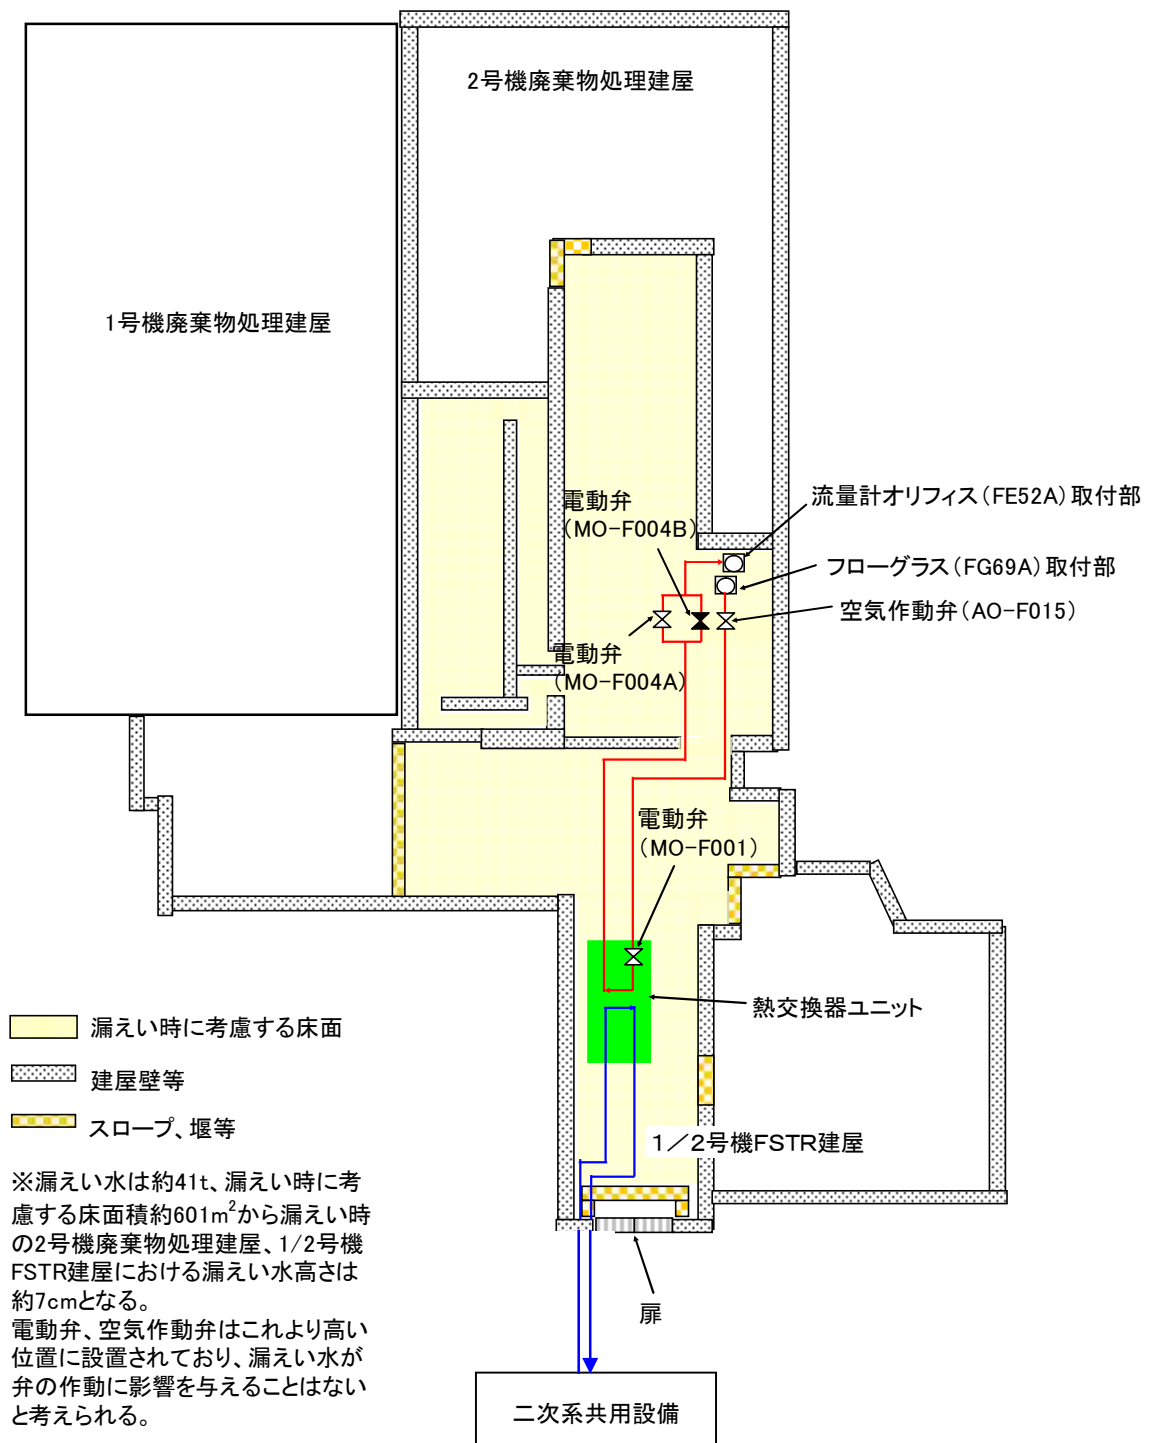 2号機廃棄物処理建屋
1号機廃棄物処理建屋
電動弁
(MO-F004B)
流量計オリフィス(FE52A)取付部
フローグラス(FG69A)取付部
空気作動弁(AO-F015)
電動弁
(MO-F004A)
電動弁
(MO-F001)
熱交換器ユニット
漏えい時に考慮する床面
建屋壁等
スロープ、堰等
1/2号機FSTR建屋
※漏えい水は約41t、漏えい時に考
慮する床面積約601m²から漏えい時
の2号機廃棄物処理建屋、1/2号機
FSTR建屋における漏えい水高さは
約7cmとなる。
電動弁、空気作動弁はこれより高い
位置に設置されており、漏えい水が
弁の作動に影響を与えることはない
と考えられる。
扉
二次系共用設備